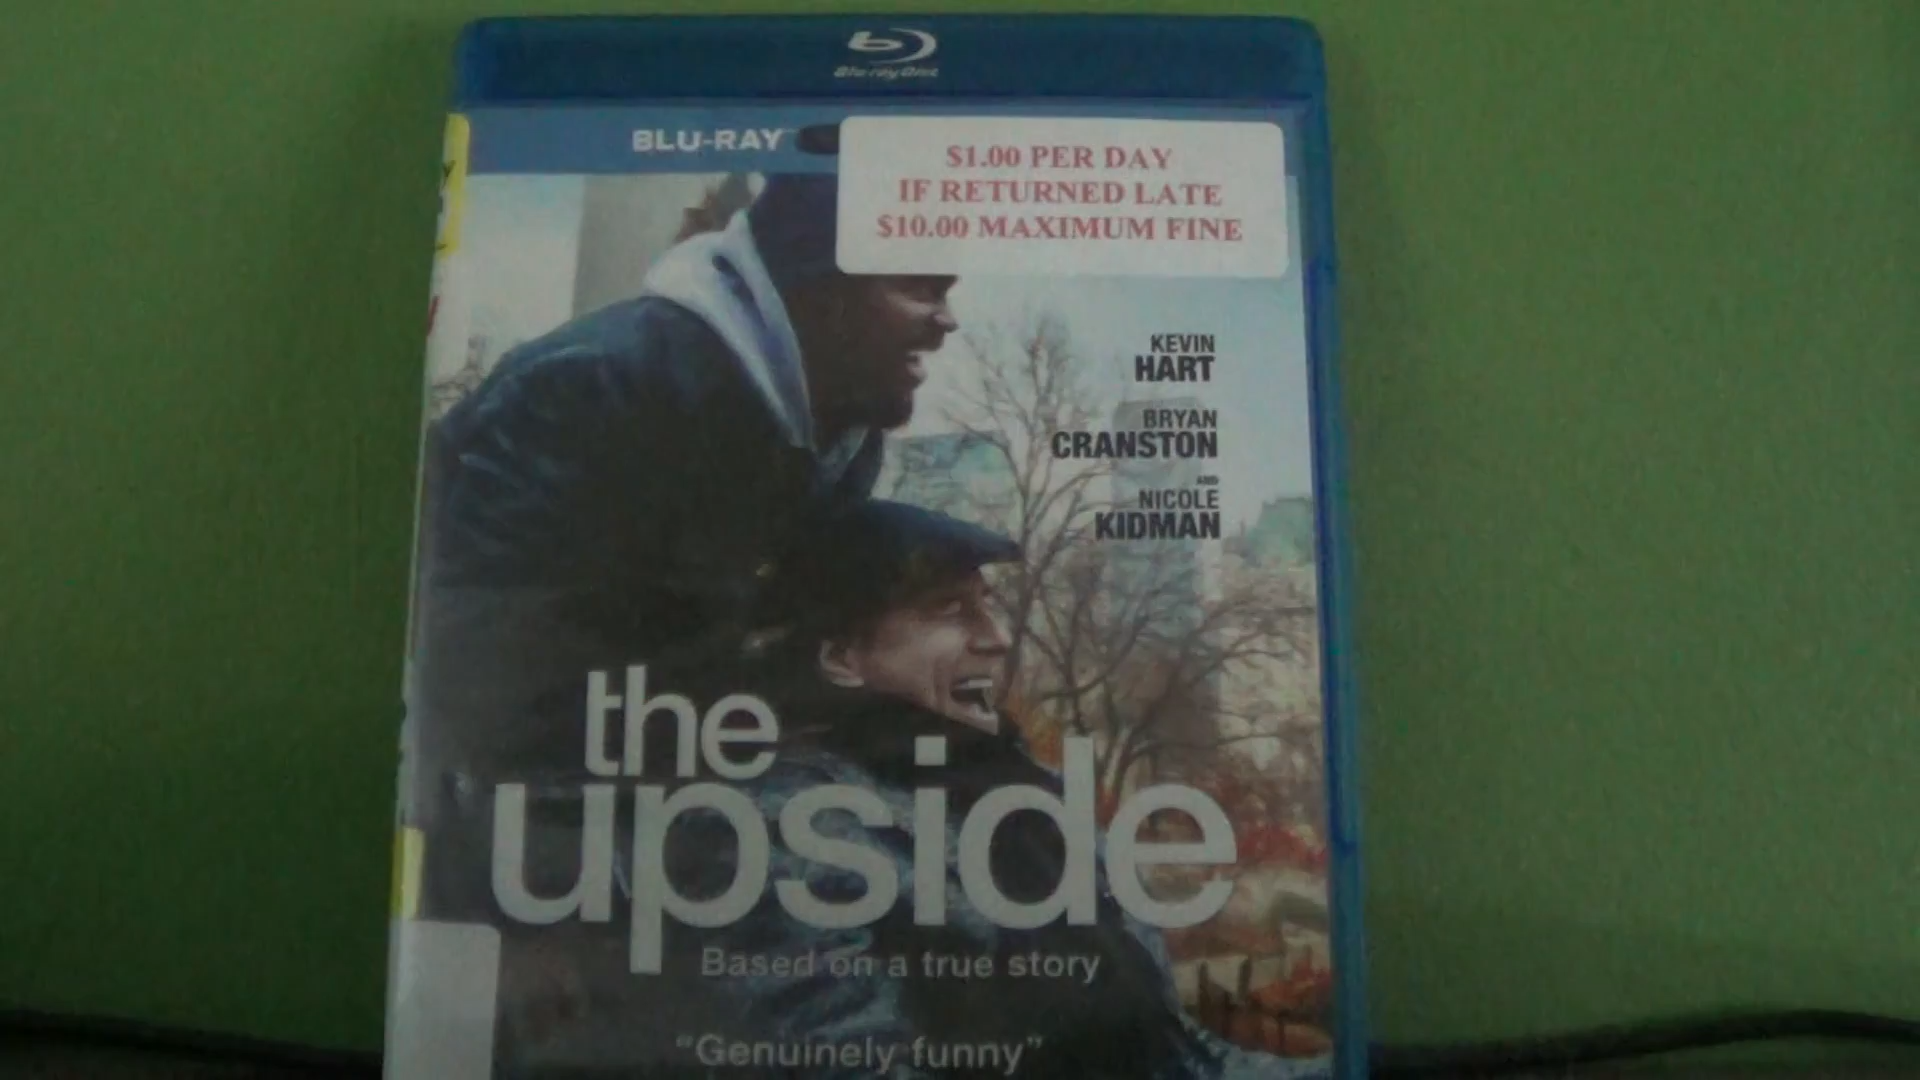 Blu-ray Disc
BLU-RAY
$1.00 PER DAY
IF RETURNED LATE
$10.00 MAXIMUM FINE
KEVIN
HART
BRYAN
CRANSTON
AND
NICOLE
KIDMAN
the
upside
Based on a true story
"Genuinely funny"